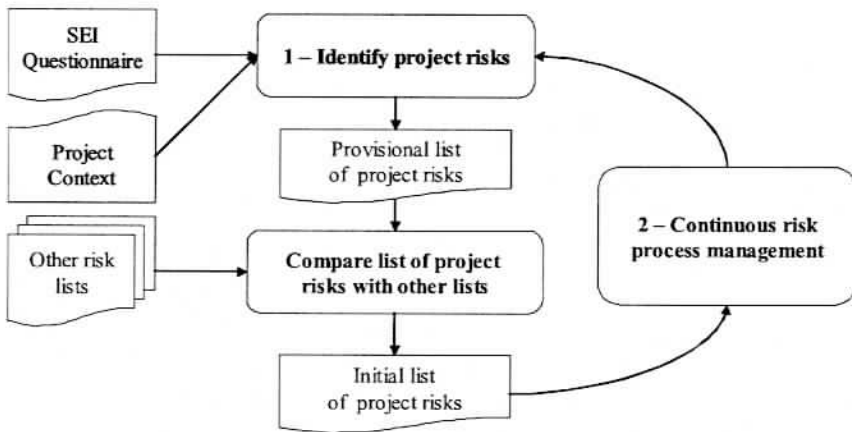 SEI
Questionnaire
1 – Identify project risks
Project
Context
Provisional list
of project risks
Other risk
lists
Compare list of project
risks with other lists
2 – Continuous risk
process management
Initial list
of project risks